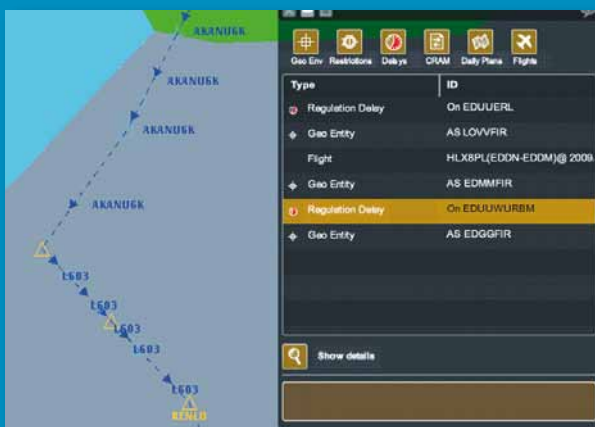 AKANU6K
AKANU6K
AKANU6K
AKANU6K
L603
L603
L603
L603
L603
RENLO
Geo Env Restrictions Delays CRAM Daily Plans Flights
Type ID
Regulation Delay On EDUUERL
Geo Entity AS LOVVFIR
Flight HLX8PL(EDDN-EDDM)@ 2009.
Geo Entity AS EDMMFIR
Regulation Delay On EDUUWURBM
Geo Entity AS EDGGFIR
Show details